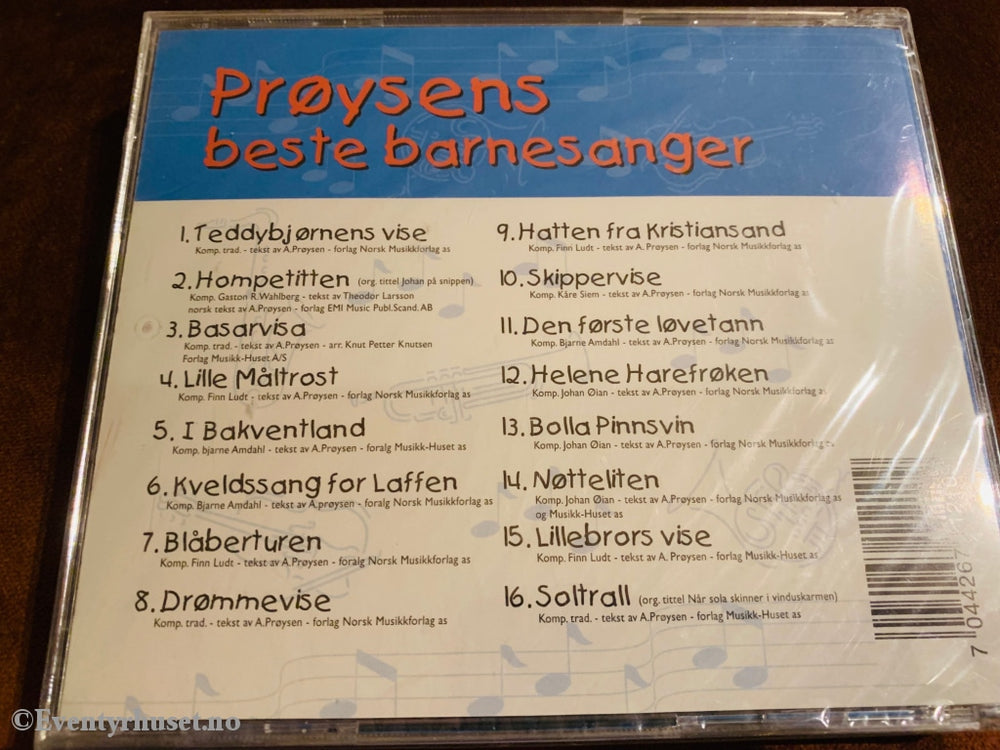 Prøysens
beste barnesanger
1. Teddybjørnens vise
Komp. trad. - tekst av A.Prøysen - forlag Norsk Musikkforlag as
2. Hompetitten (org. tittel Johan på snippen)
Komp. Gaston R.Wahlberg - tekst av Theodor Larsson
norsk tekst av A.Prøysen - forlag EMI Music Publ.Scand. AB
3. Basarvisa
Komp. trad. - tekst av A.Prøysen - arr. Knut Petter Knutsen
Forlag Musikk-Huset A/S
4. Lille Måltrost
Komp. Finn Ludt - tekst av A.Prøysen - forlag Norsk Musikkforlag as
5. I Bakventland
Komp. bjarne Amdahl - tekst av A.Prøysen - foralg Musikk-Huset as
6. Kveldssang for Laffen
Komp. Bjarne Amdahl - tekst av A.prøysen - foralg Norsk Musikkforlag as
7. Blåberturen
Komp. Finn Ludt - tekst av A.Prøysen - foralg Norsk Musikkforlag as
8. Drømmevise
Komp. trad. - tekst av A.Prøysen - forlag Norsk Musikkforlag as
9. Hatten fra Kristiansand
Komp. Finn Ludt - tekst av A.Prøysen - forlag Norsk Musikkforlag as
10. Skippervise
Komp. Kåre Siem - tekst av A.Prøysen - forlag Norsk Musikkforlag as
11. Den første løvetann
Komp. Bjarne Amdahl - tekst av A.Prøysen - forlag Norsk Musikkforlag as
12. Helene Harefrøken
Komp. Johan Øian - tekst av A.Prøysen - forlag Norsk Musikkforlag as
13. Bolla Pinnsvin
Komp. Johan Øian - tekst av A.Prøysen - forlag Norsk Musikkforlag as
14. Nøtteliten
Komp. Johan Øian - tekst av A.Prøysen - forlag Norsk Musikkforlag as
og Musikk-Huset as
15. Lillebrors vise
Komp. Finn Ludt - tekst av A. Prøysen - forlag Musikk-Huset as
16. Soltrall (org. tittel Når sola skinner i vinduskarmen)
Komp. trad. - tekst av A.Prøysen - forlag Musikk-Huset as
7 044267
©Eventyrhuset.no